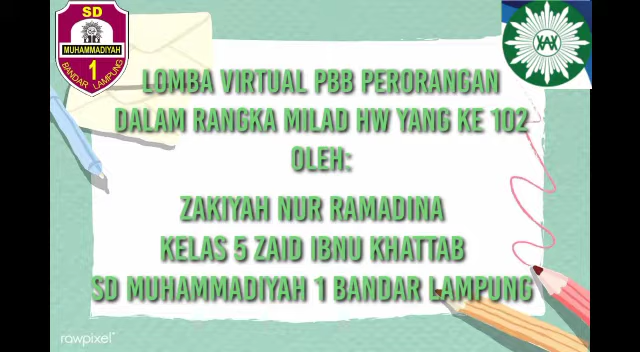 SD
MUHAMMADIYAH
1
BANDAR LAMPUNG
LOMBA VIRTUAL PBB PERORANGAN
DALAM RANGKA MILAD HW YANG KE 102
OLEH:
ZAKIYAH NUR RAMADINA
KELAS 5 ZAID IBNU KHATTAB
SD MUHAMMADIYAH 1 BANDAR LAMPUNG
rawpixel